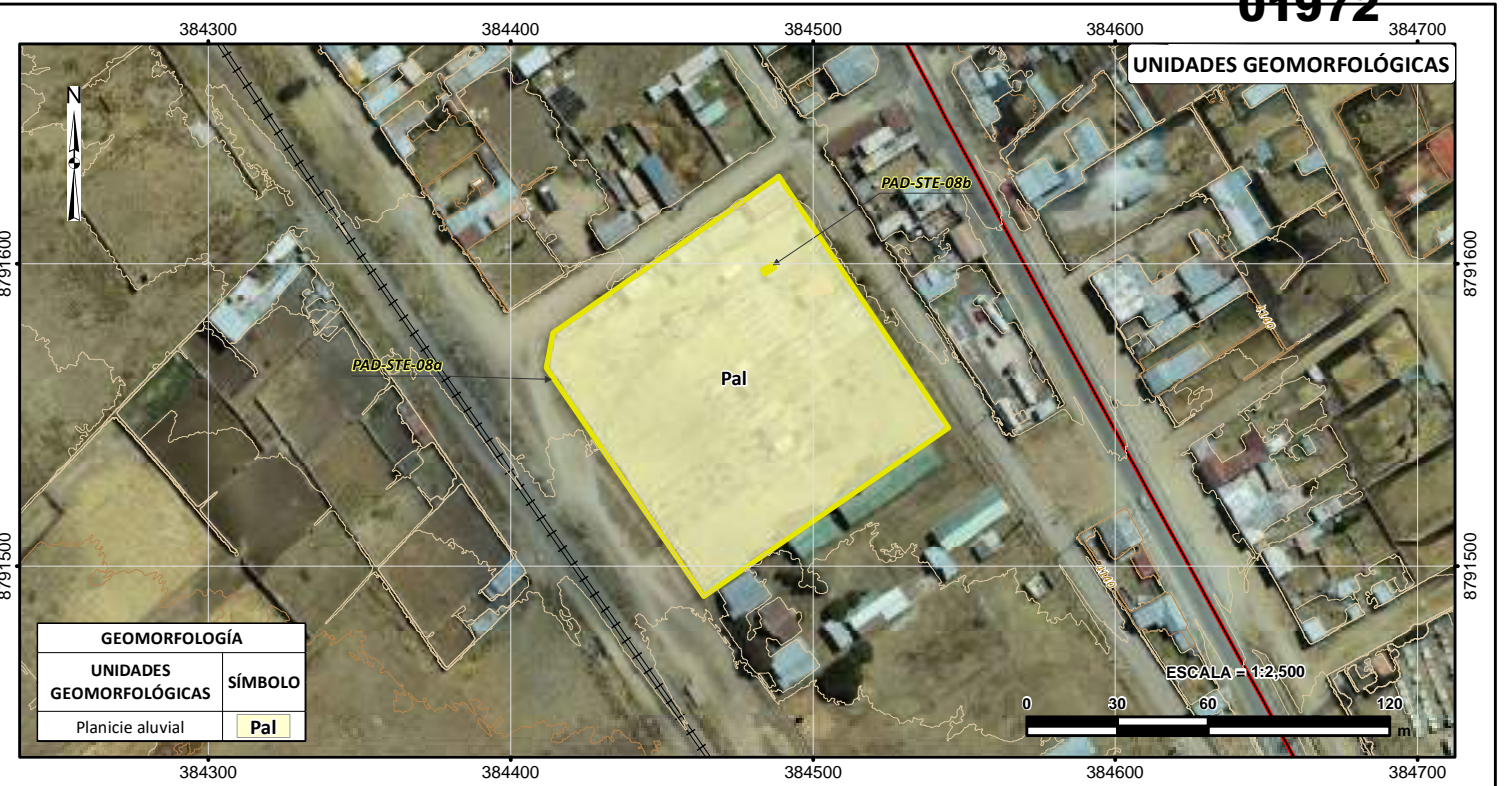 01972
384300 384400 384500 384600 384700
UNIDADES GEOMORFOLÓGICAS
N
PAD-STE-08b
8791600 8791600
4140
PAD-STE-08a
Pal
8791500 8791500
4140
GEOMORFOLOGÍA
UNIDADES GEOMORFOLÓGICAS SÍMBOLO
Planicie aluvial Pal
ESCALA = 1:2,500
0 30 60 120
m
384300 384400 384500 384600 384700